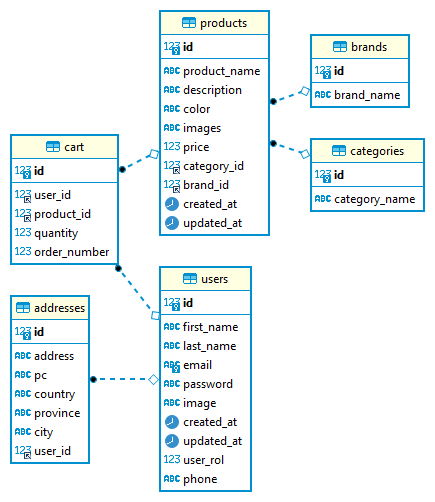 products
id
ABC product_name
ABC description
ABC color
ABC images
123 price
123 category_id
123 brand_id
created_at
updated_at
brands
id
ABC brand_name
categories
id
ABC category_name
cart
123 id
123 user_id
123 product_id
123 quantity
123 order_number
users
123 id
ABC first_name
ABC last_name
ABC email
ABC password
ABC image
created_at
updated_at
123 user_rol
ABC phone
addresses
123 id
ABC address
ABC pc
ABC country
ABC province
ABC city
123 user_id